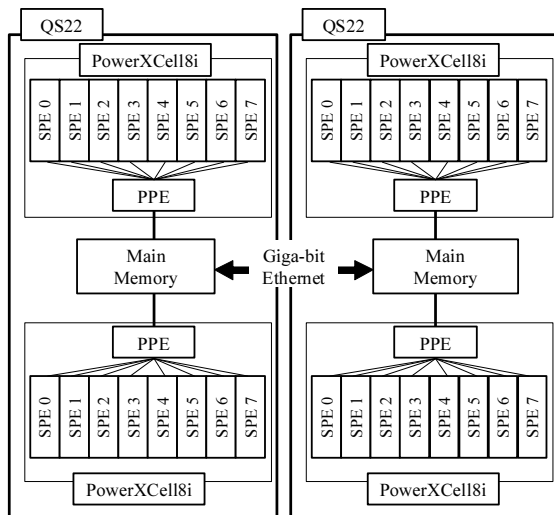 QS22
QS22
PowerXCell8i
PowerXCell8i
SPE 0
SPE 1
SPE 2
SPE 3
SPE 4
SPE 5
SPE 6
SPE 7
SPE 0
SPE 1
SPE 2
SPE 3
SPE 4
SPE 5
SPE 6
SPE 7
PPE
PPE
Main
Memory
Giga-bit
Ethernet
Main
Memory
PPE
PPE
SPE 0
SPE 1
SPE 2
SPE 3
SPE 4
SPE 5
SPE 6
SPE 7
SPE 0
SPE 1
SPE 2
SPE 3
SPE 4
SPE 5
SPE 6
SPE 7
PowerXCell8i
PowerXCell8i